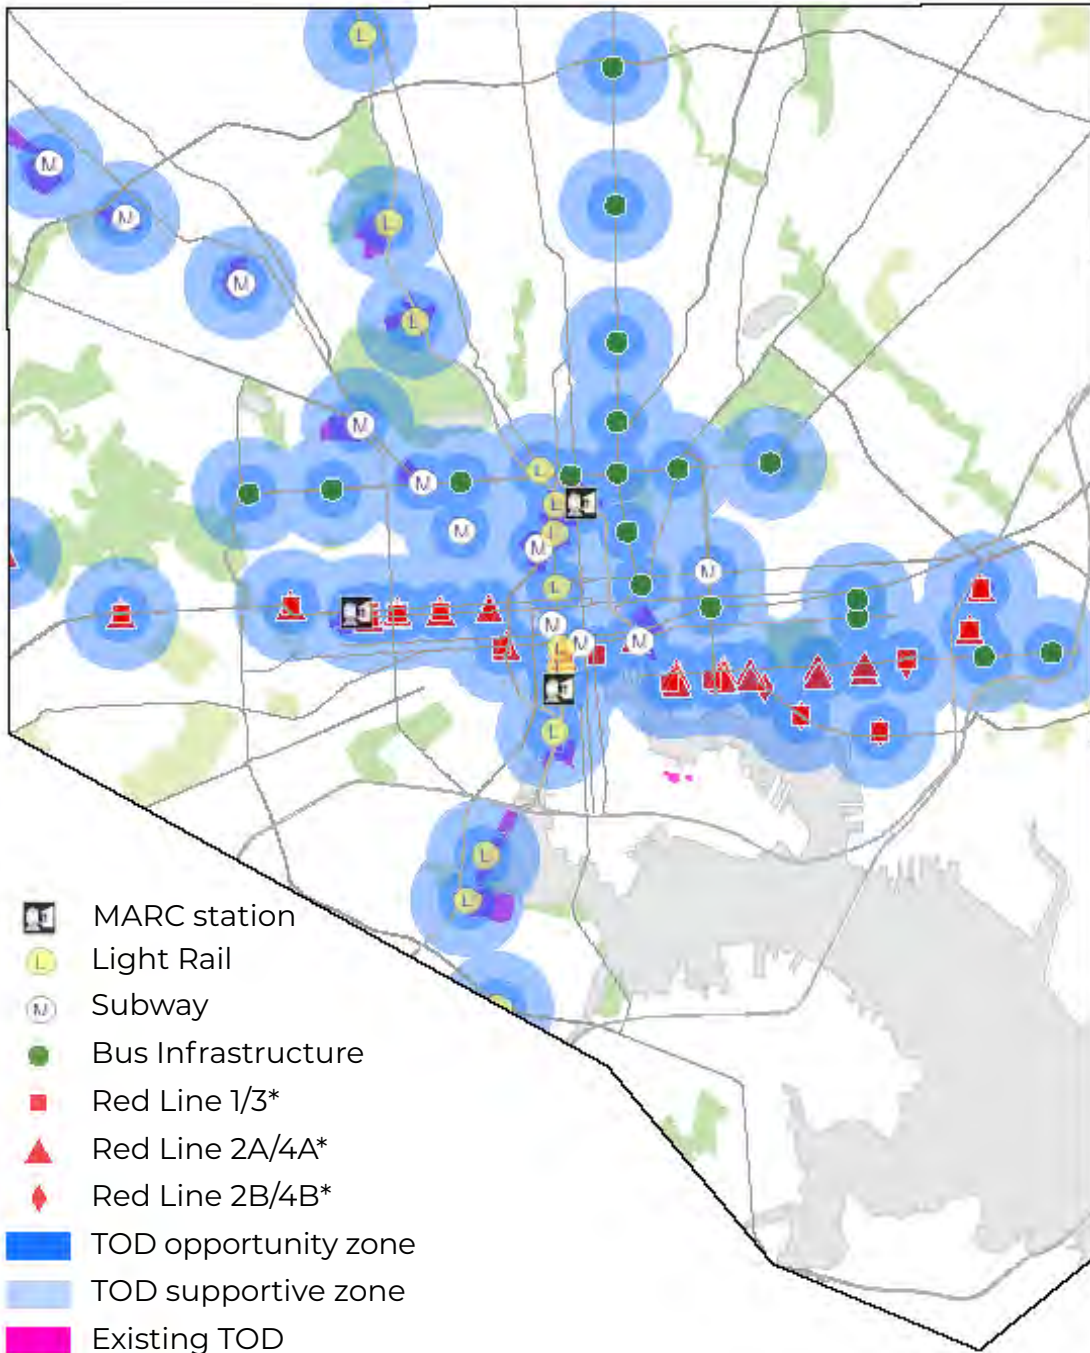 L
L
M
M
M
L
M
L
M
L
M
L
L
M
L
M
M
M
M
L
L
L
L
MARC station
L Light Rail
M Subway
Bus Infrastructure
Red Line 1/3*
Red Line 2A/4A*
Red Line 2B/4B*
TOD opportunity zone
TOD supportive zone
Existing TOD